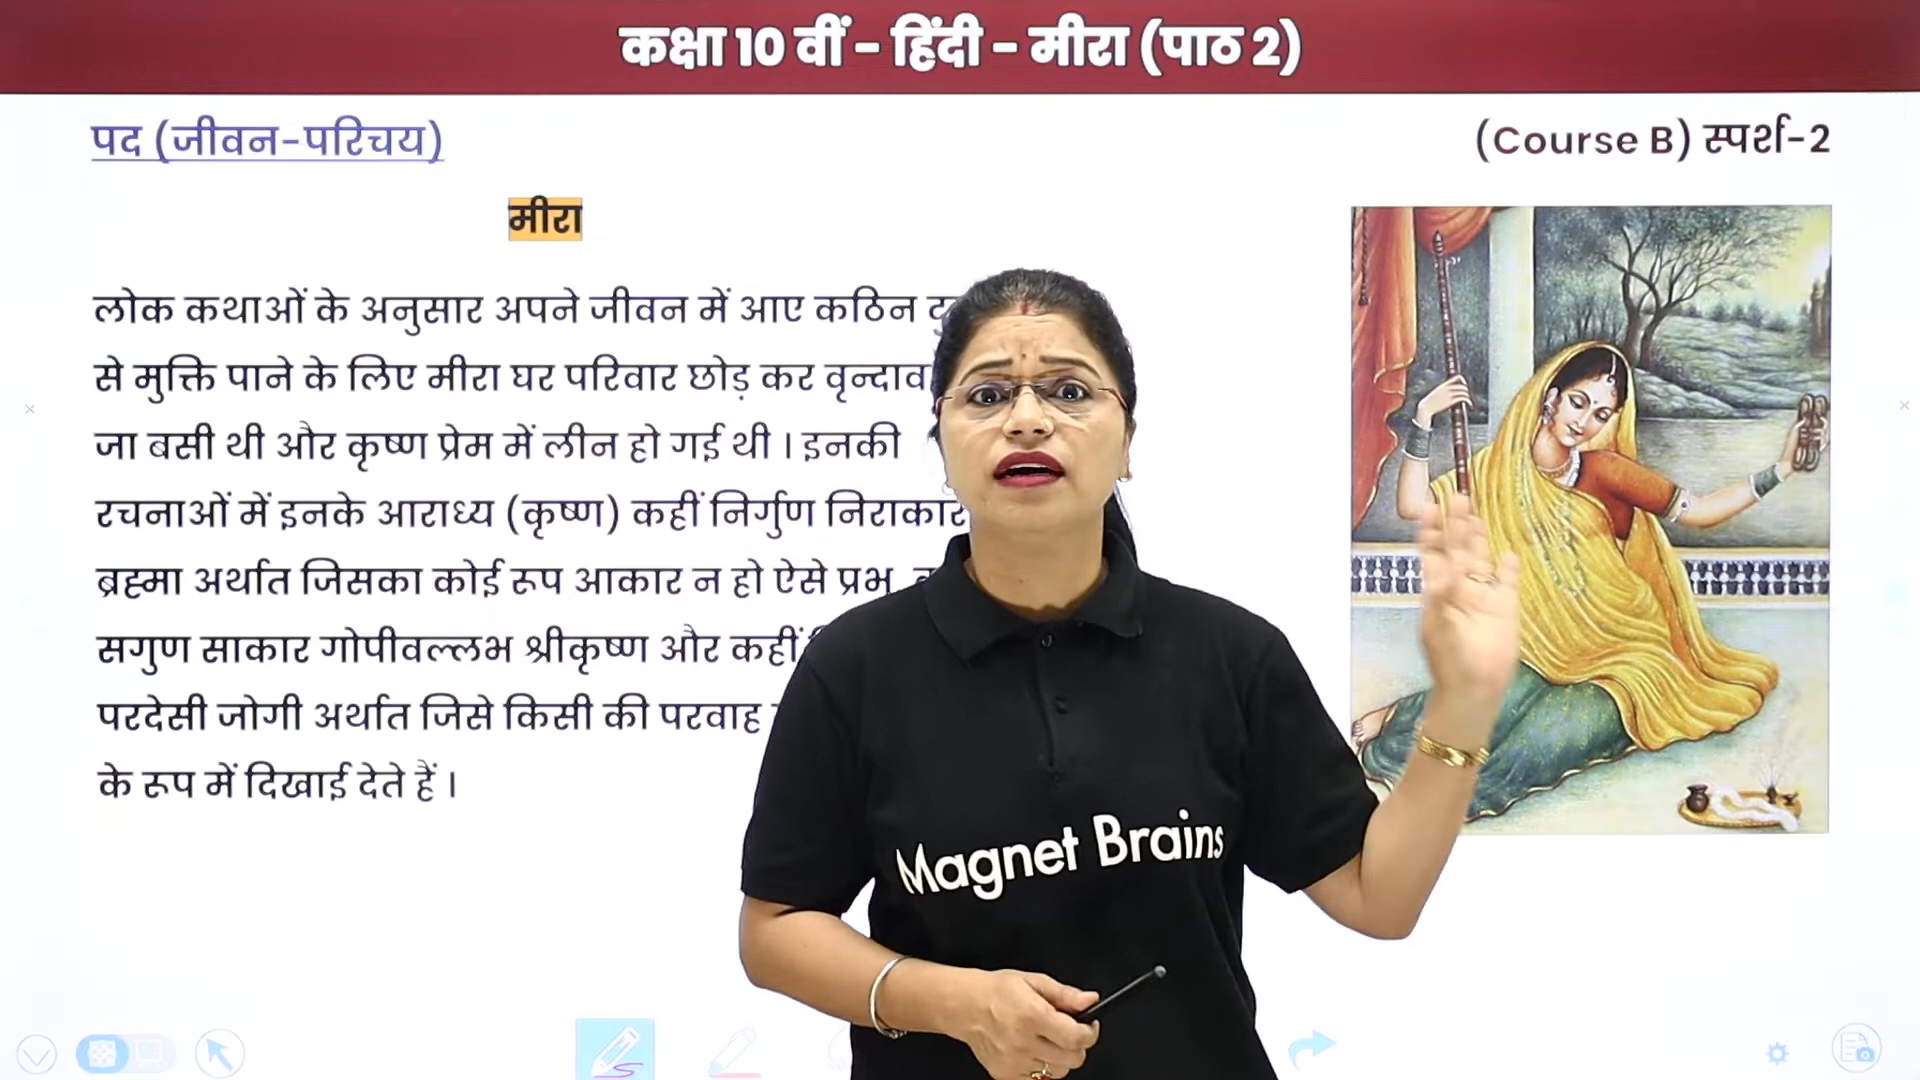 कक्षा 10 वीं - हिंदी - मीरा (पाठ 2)
पद (जीवन-परिचय)
(Course B) स्पर्श-2
मीरा
लोक कथाओं के अनुसार अपने जीवन में आए कठिन
से मुक्ति पाने के लिए मीरा घर परिवार छोड़ कर
जा बसी थी और कृष्ण प्रेम में लीन हो गई थी । इनकी
रचनाओं में इनके आराध्य (कृष्ण) कहीं निर्गुण निराकार
ब्रह्मा अर्थात जिसका कोई रूप आकार न हो ऐसे प्रभु
सगुण साकार गोपीवल्लभ श्रीकृष्ण और कहीं
परदेसी जोगी अर्थात जिसे किसी की परवाह
के रूप में दिखाई देते हैं ।
Magnet Brains